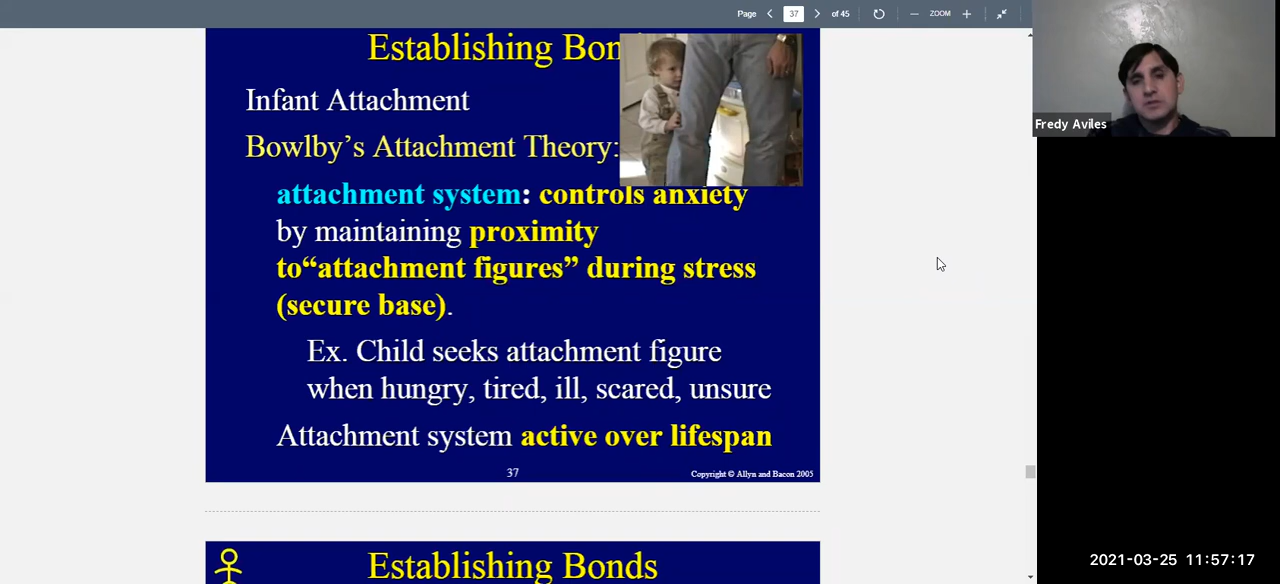 Page 37 of 45 ZOOM
Establishing Bon
Infant Attachment
Bowlby’s Attachment Theory:
attachment system: controls anxiety
by maintaining proximity
to“attachment figures” during stress
(secure base).
Ex. Child seeks attachment figure
when hungry, tired, ill, scared, unsure
Attachment system active over lifespan
37
Copyright © Allyn and Bacon 2005
Establishing Bonds
Fredy Aviles
2021-03-25 11:57:17